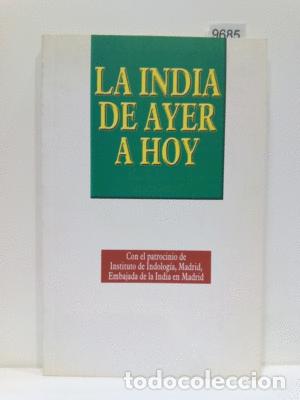 9685
LA INDIA
DE AYER
A HOY
Con el patrocinio de
Instituto de Indología, Madrid,
Embajada de la India en Madrid
todocoleccion